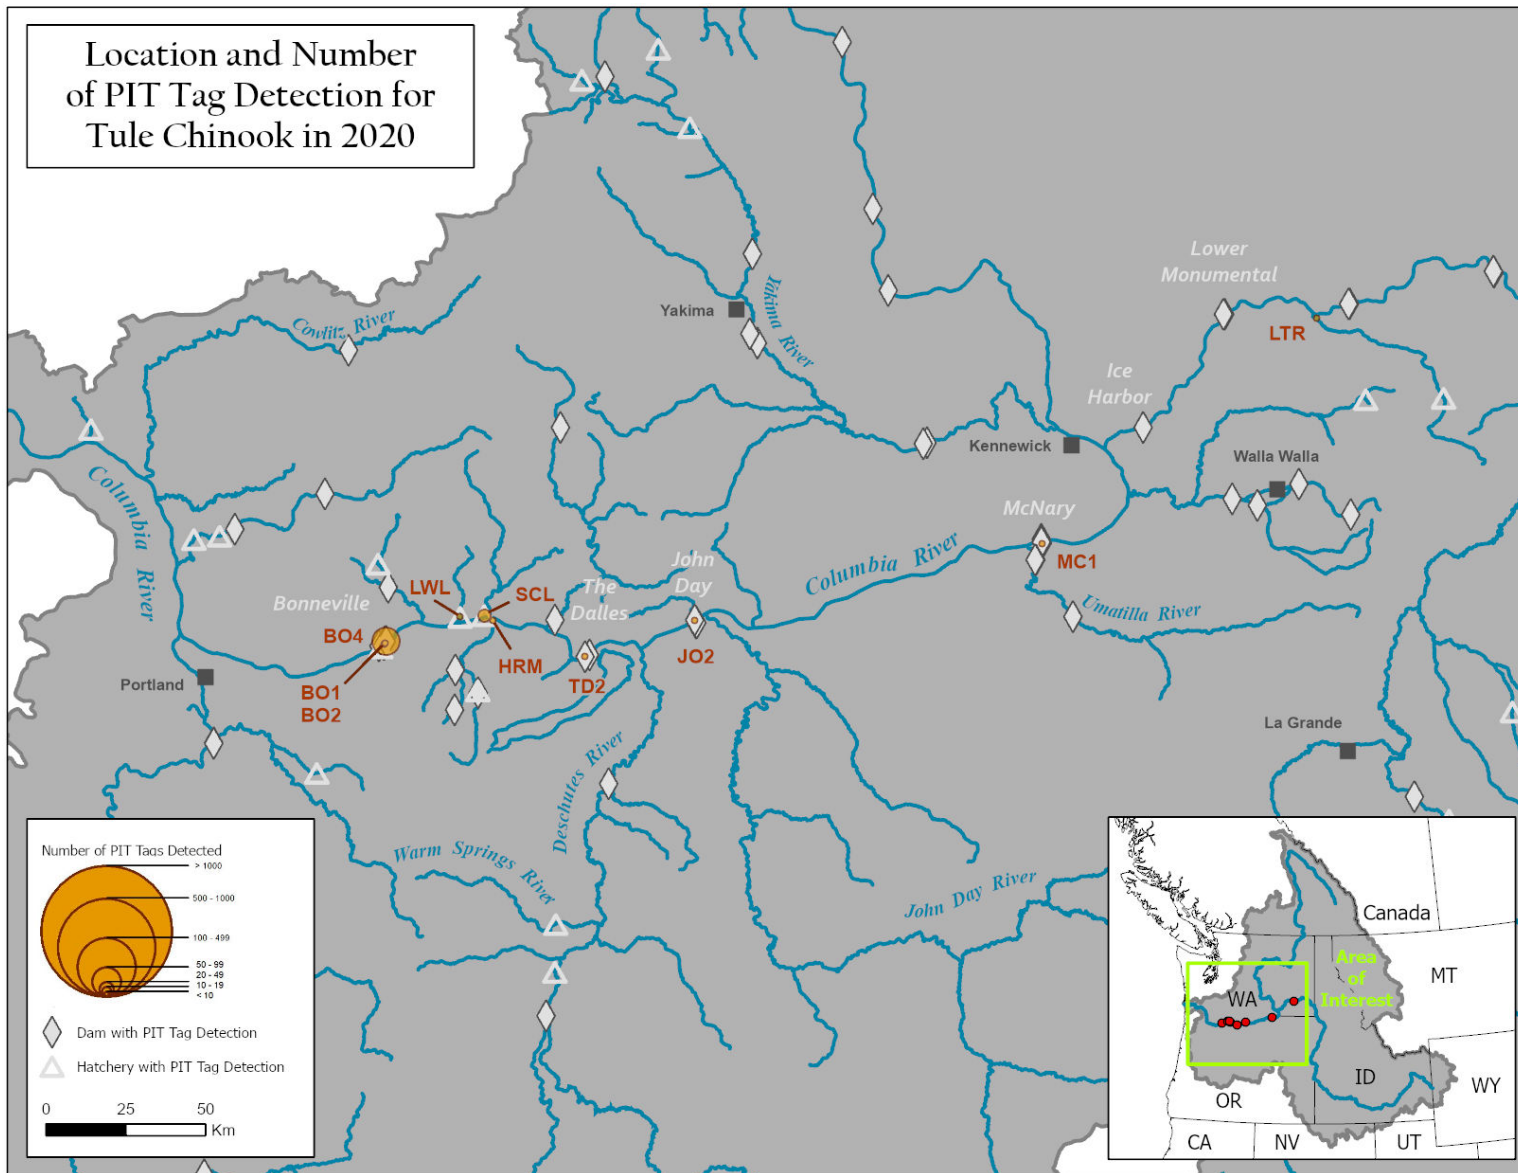 Location and Number
of PIT Tag Detection for
Tule Chinook in 2020
Lower
Monumental
LTR
Yakima
Yakima River
Cowlitz River
Ice
Harbor
Kennewick
Walla Walla
Columbia River
McNary
MC1
Columbia River
John
Day
The
Dalles
Bonneville
LWL
SCL
BO4
HRM
BO1
BO2
TD2
JO2
Umatilla River
Portland
La Grande
Deschutes River
Warm Springs River
John Day River
Number of PIT Tags Detected
> 1000
500 - 1000
100 - 499
50 - 99
20 - 49
10 - 19
< 10
Dam with PIT Tag Detection
Hatchery with PIT Tag Detection
0 25 50
Km
Canada
Area
of
Interest
WA
MT
ID
OR
WY
CA
NV
UT